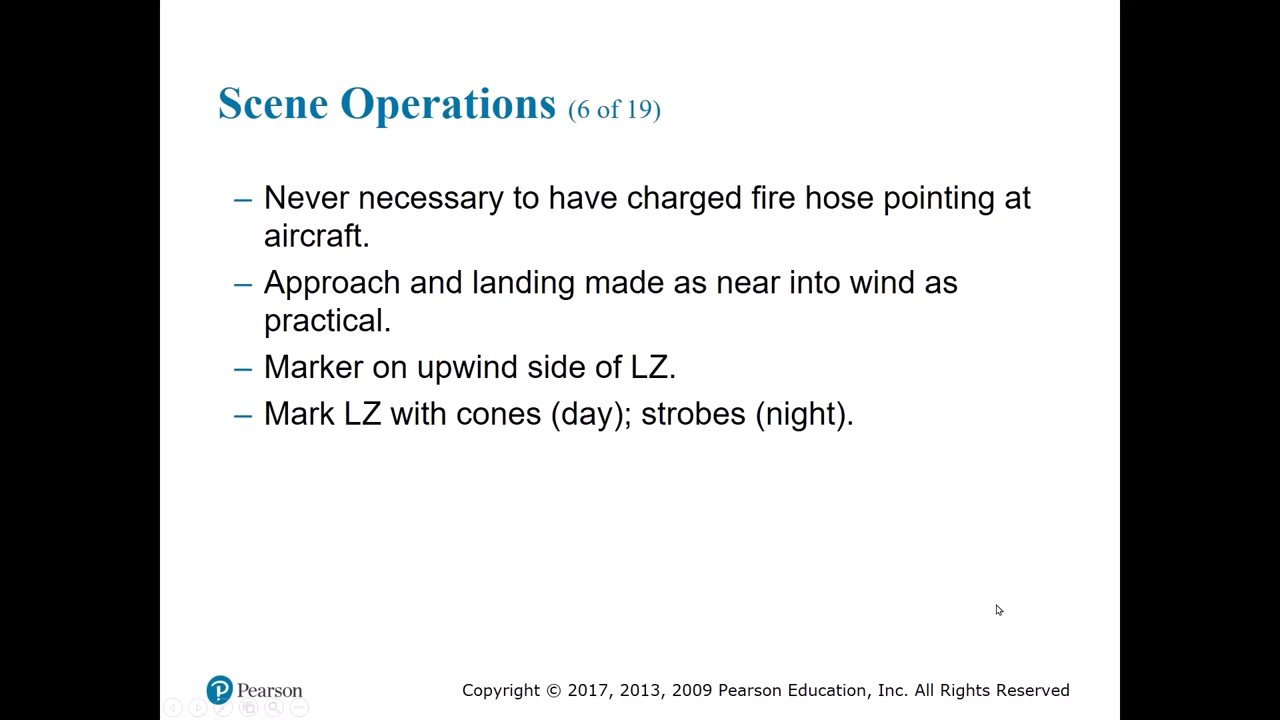 Scene Operations (6 of 19)
– Never necessary to have charged fire hose pointing at
aircraft.
– Approach and landing made as near into wind as
practical.
– Marker on upwind side of LZ.
– Mark LZ with cones (day); strobes (night).
P Pearson
Copyright © 2017, 2013, 2009 Pearson Education, Inc. All Rights Reserved